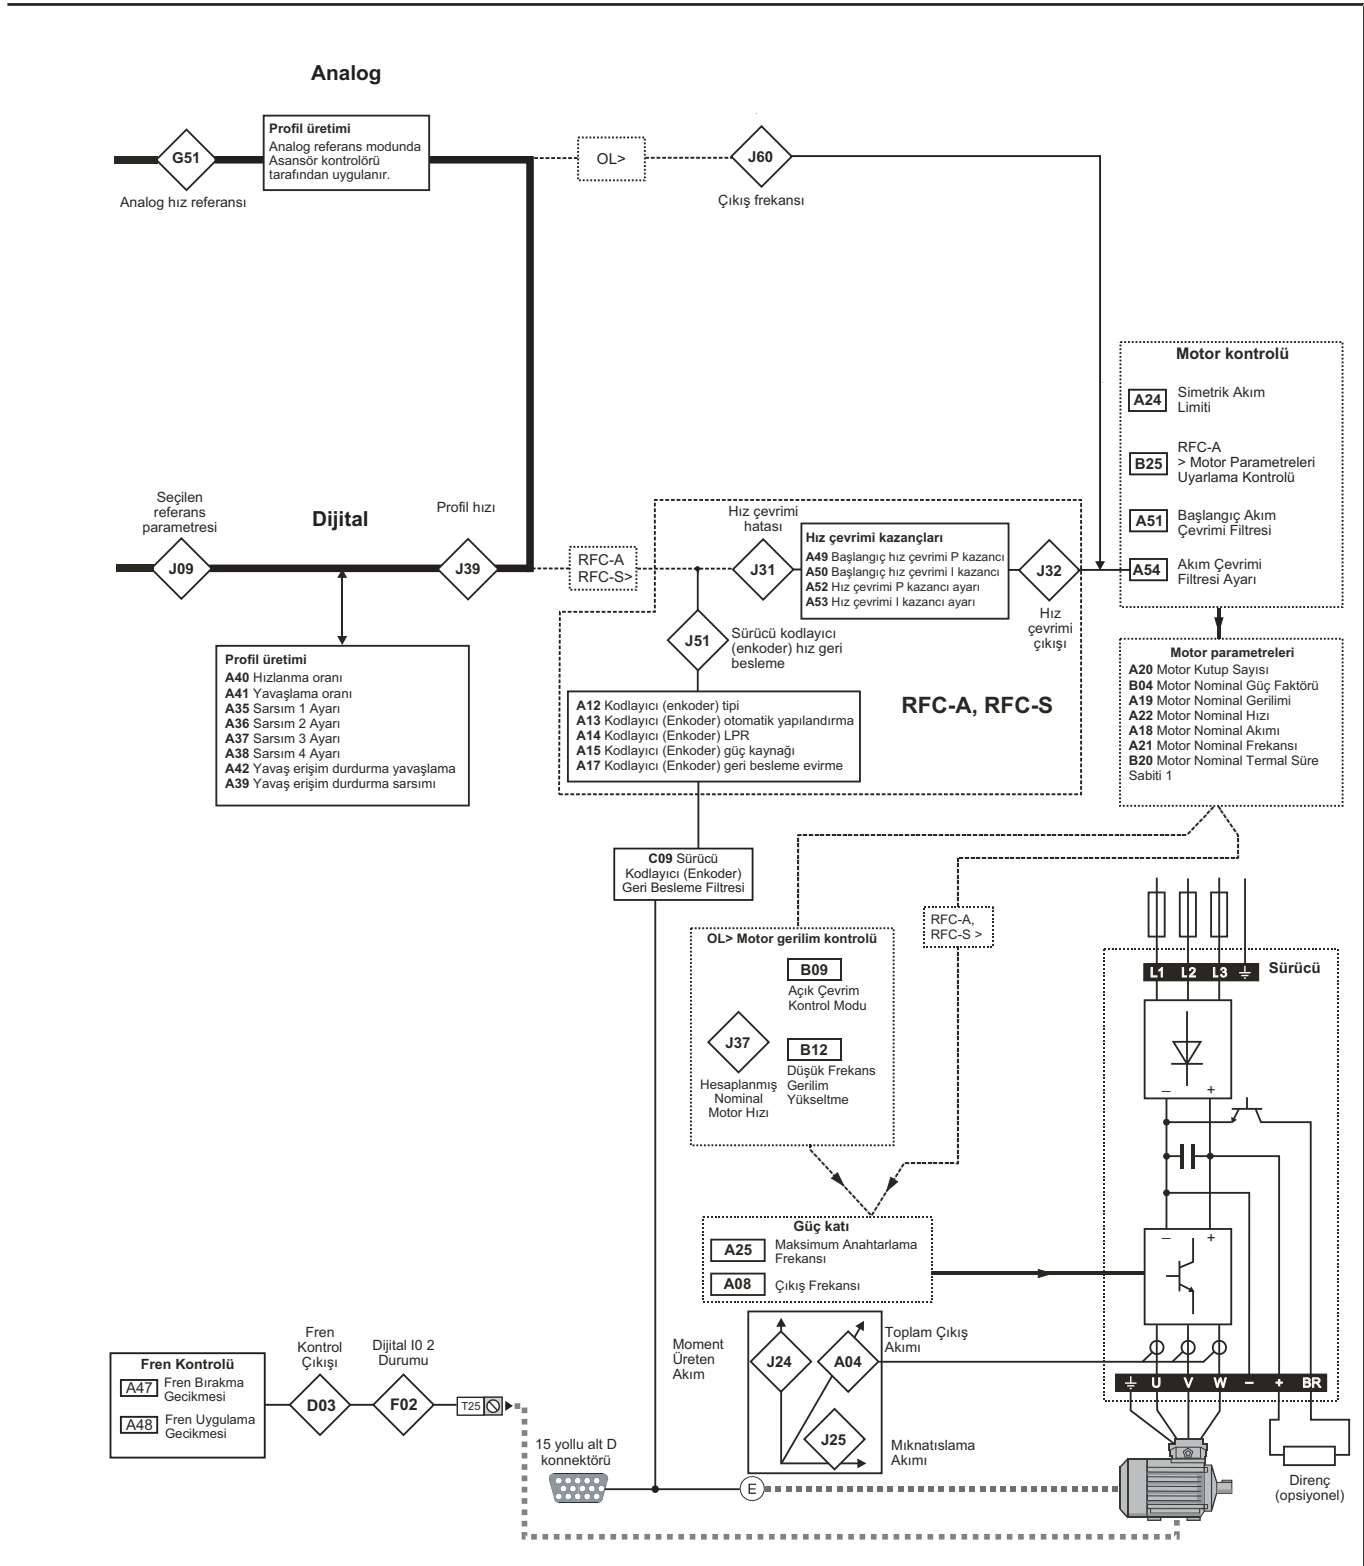 Analog
G51
Analog hız referansı
Profil üretimi
Analog referans modunda
Asansör kontrolörü
tarafından uygulanır.
OL>
J60
Çıkış frekansı
Motor kontrolü
A24
Simetrik Akım
Limiti
B25
RFC-A
> Motor Parametreleri
Uyarlama Kontrolü
A51
Başlangıç Akım
Çevrimi Filtresi
A54
Akım Çevrimi
Filtresi Ayarı
Seçilen
referans
parametresi
J09
Dijital
Profil hızı
J39
RFC-A
RFC-S>
Hız çevrimi
hatası
J31
Hız çevrimi kazançları
A49 Başlangıç hız çevrimi P kazancı
A50 Başlangıç hız çevrimi I kazancı
A52 Hız çevrimi P kazancı ayarı
A53 Hız çevrimi I kazancı ayarı
J32
Hız
çevrimi
çıkışı
J51
Sürücü kodlayıcı
(enkoder) hız geri
besleme
RFC-A, RFC-S
Profil üretimi
A40 Hızlanma oranı
A41 Yavaşlama oranı
A35 Sarsım 1 Ayarı
A36 Sarsım 2 Ayarı
A37 Sarsım 3 Ayarı
A38 Sarsım 4 Ayarı
A42 Yavaş erişim durdurma yavaşlama
A39 Yavaş erişim durdurma sarsımı
A12 Kodlayıcı (enkoder) tipi
A13 Kodlayıcı (Enkoder) otomatik yapılandırma
A14 Kodlayıcı (Enkoder) LPR
A15 Kodlayıcı (Enkoder) güç kaynağı
A17 Kodlayıcı (Enkoder) geri besleme evirme
Motor parametreleri
A20 Motor Kutup Sayısı
B04 Motor Nominal Güç Faktörü
A19 Motor Nominal Gerilimi
A22 Motor Nominal Hızı
A18 Motor Nominal Akımı
A21 Motor Nominal Frekansı
B20 Motor Nominal Termal Süre
Sabiti 1
C09 Sürücü
Kodlayıcı (Enkoder)
Geri Besleme Filtresi
RFC-A,
RFC-S >
OL> Motor gerilim kontrolü
B09
Açık Çevrim
Kontrol Modu
J37
Hesaplanmış
Nominal
Motor Hızı
B12
Düşük Frekans
Gerilim
Yükseltme
L1 L2 L3
Sürücü
– +
– +
Güç katı
A25
Maksimum Anahtarlama
Frekansı
A08
Çıkış Frekansı
Moment
Üreten
Akım
J24
A04
Toplam Çıkış
Akımı
J25
Mıknatıslama
Akımı
U V W – + BR
Direnç
(opsiyonel)
Fren Kontrolü
A47
Fren Bırakma
Gecikmesi
A48
Fren Uygulama
Gecikmesi
Fren
Kontrol
Çıkışı
D03
Dijital I0 2
Durumu
F02
T25
15 yollu alt D
konnektörü
E